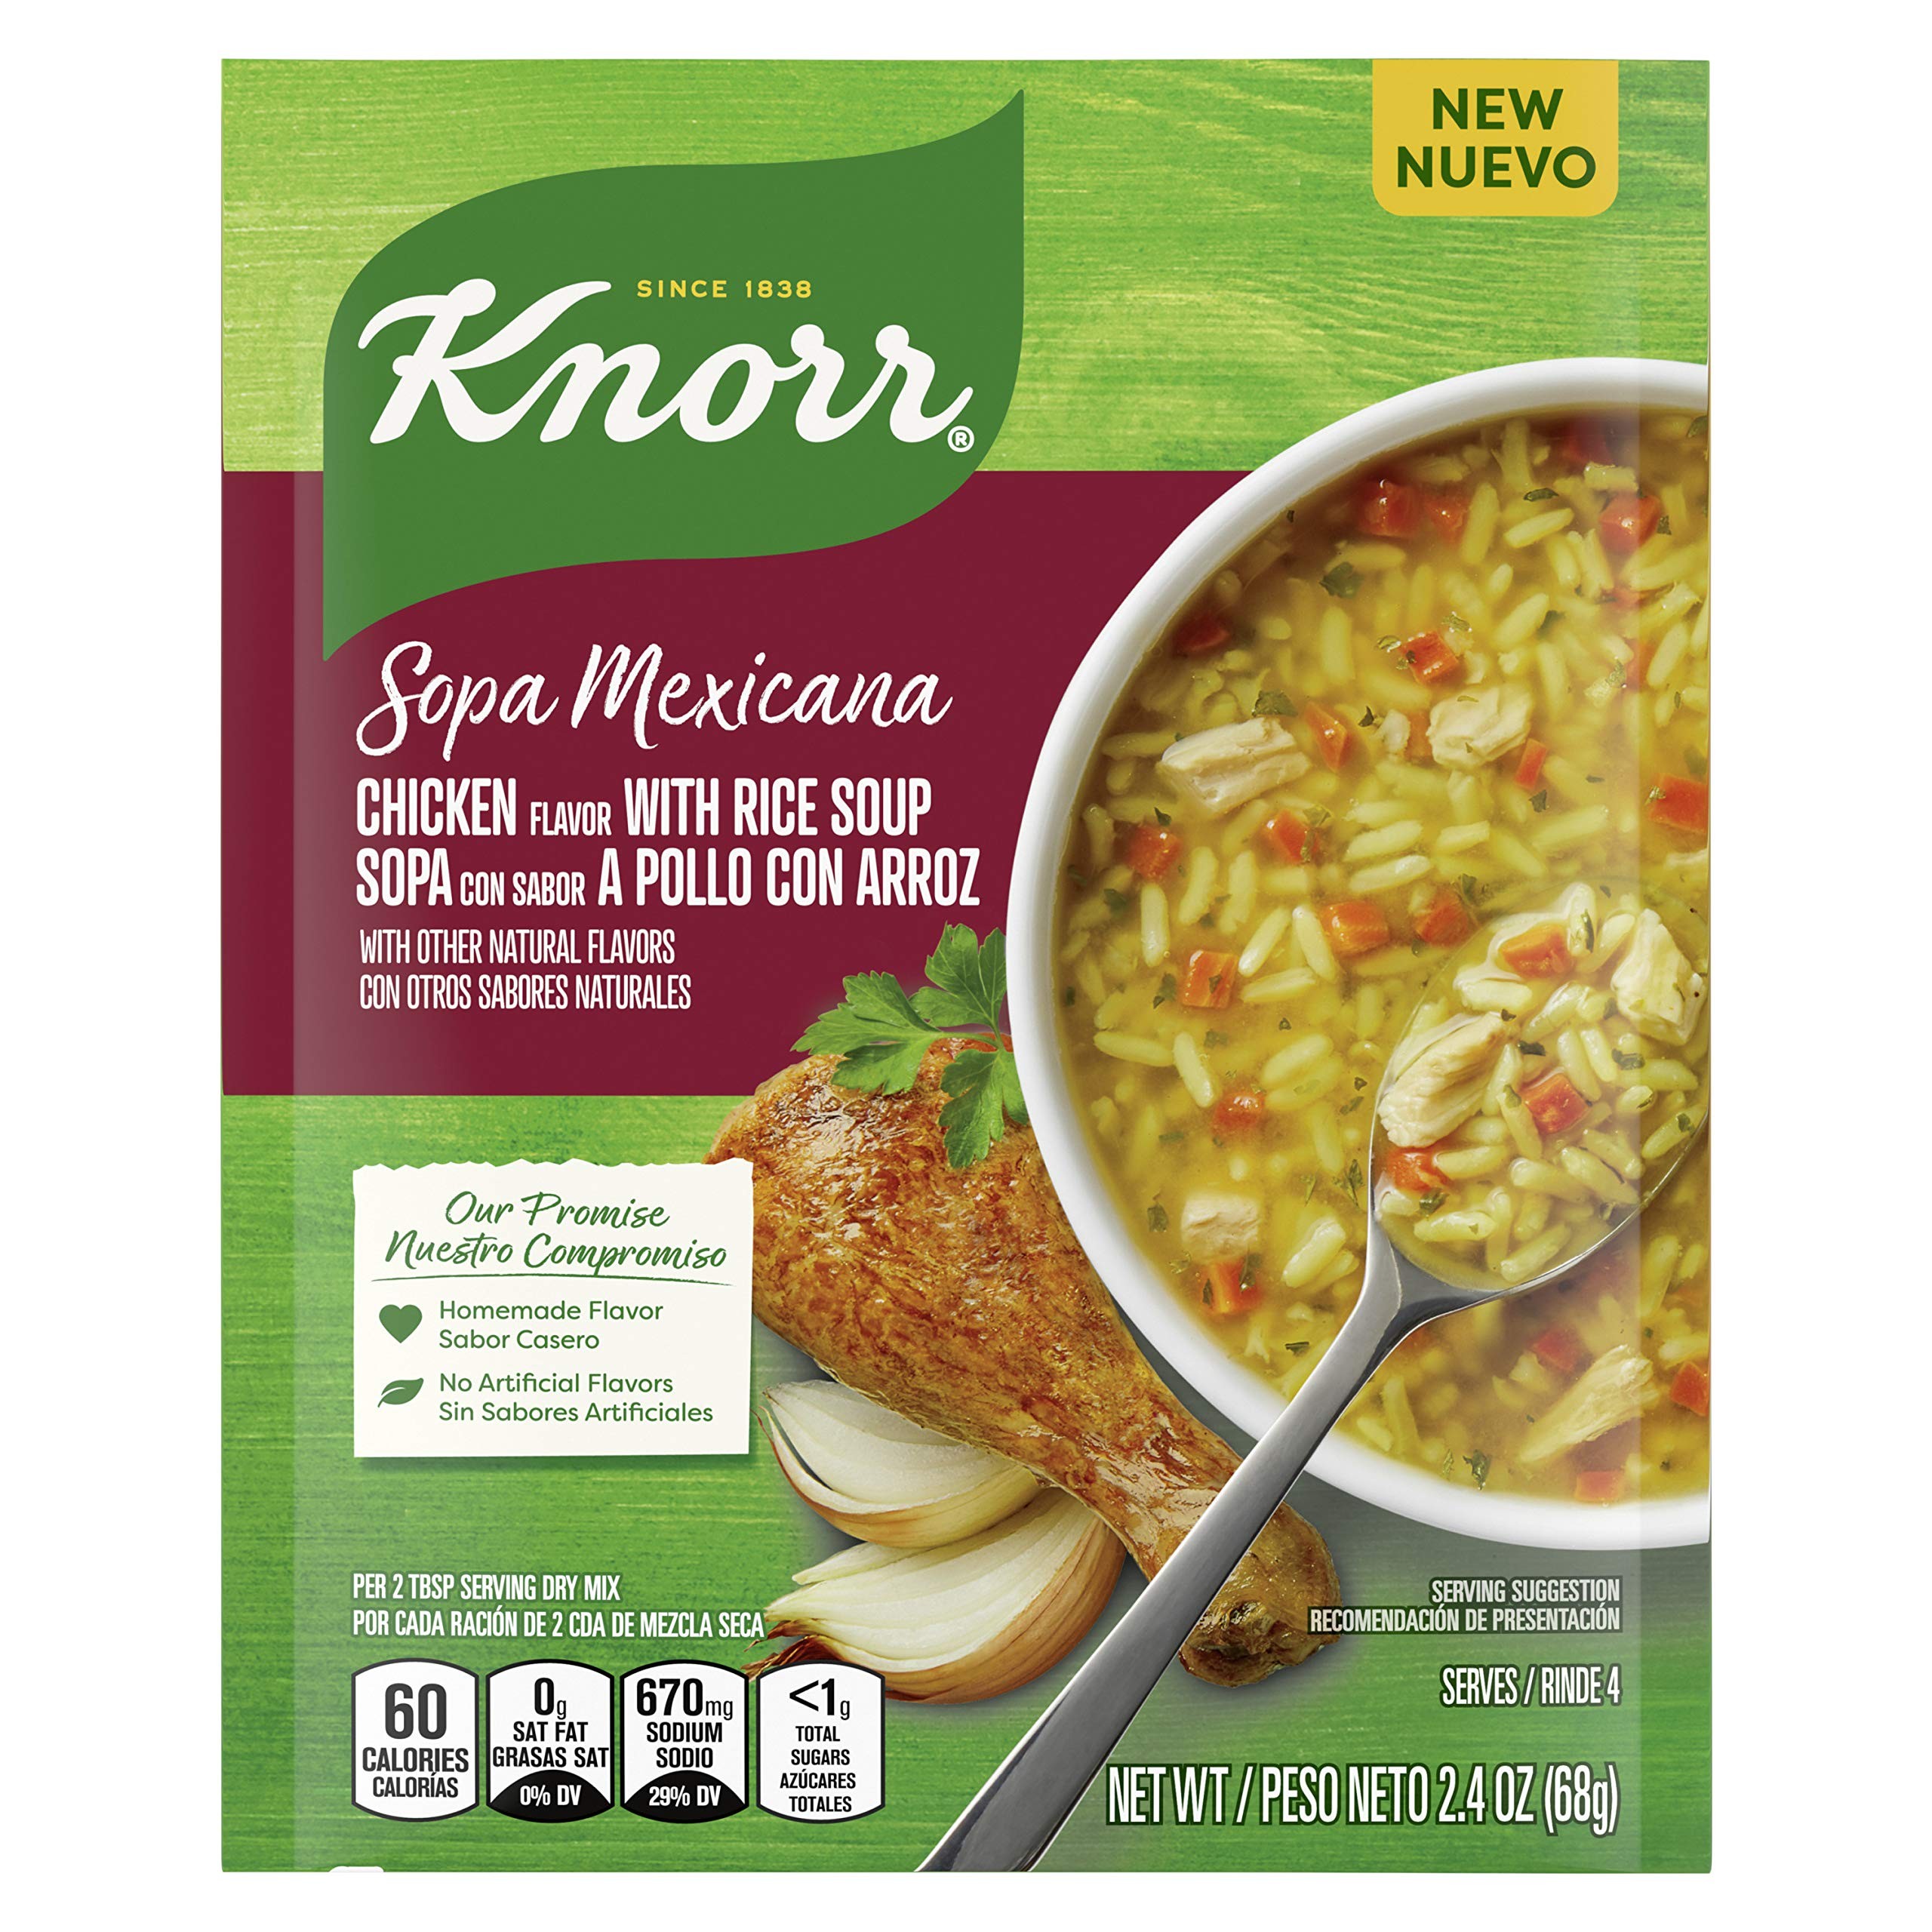 NEW
NUEVO
SINCE 1838
Knorr®
Sopa Mexicana
CHICKEN FLAVOR WITH RICE SOUP
SOPA CON SABOR A POLLO CON ARROZ
WITH OTHER NATURAL FLAVORS
CON OTROS SABORES NATURALES
Our Promise
Nuestro Compromiso
Homemade Flavor
Sabor Casero
No Artificial Flavors
Sin Sabores Artificiales
PER 2 TBSP SERVING DRY MIX
POR CADA RACIÓN DE 2 CDA DE MEZCLA SECA
60
CALORIES
CALORÍAS
0g
SAT FAT
GRASAS SAT
0% DV
670mg
SODIUM
SODIO
29% DV
<1g
TOTAL
SUGARS
AZÚCARES
TOTALES
SERVING SUGGESTION
RECOMENDACIÓN DE PRESENTACIÓN
SERVES / RINDE 4
NET WT / PESO NETO 2.4 OZ (68g)